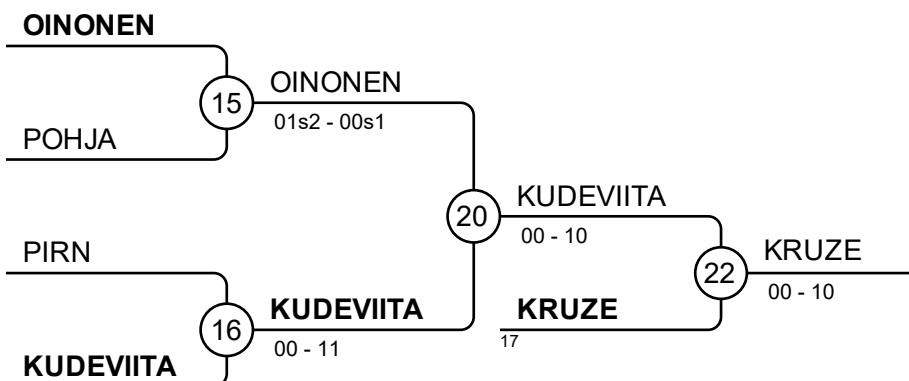 OINONEN
15
OINONEN
01s2 - 00s1
POHJA
20
KUDEVIITA
00 - 10
PIRN
22
KRUZE
00 - 10
16
KUDEVIITA
00 - 11
KRUZE
17
KUDEVIITA